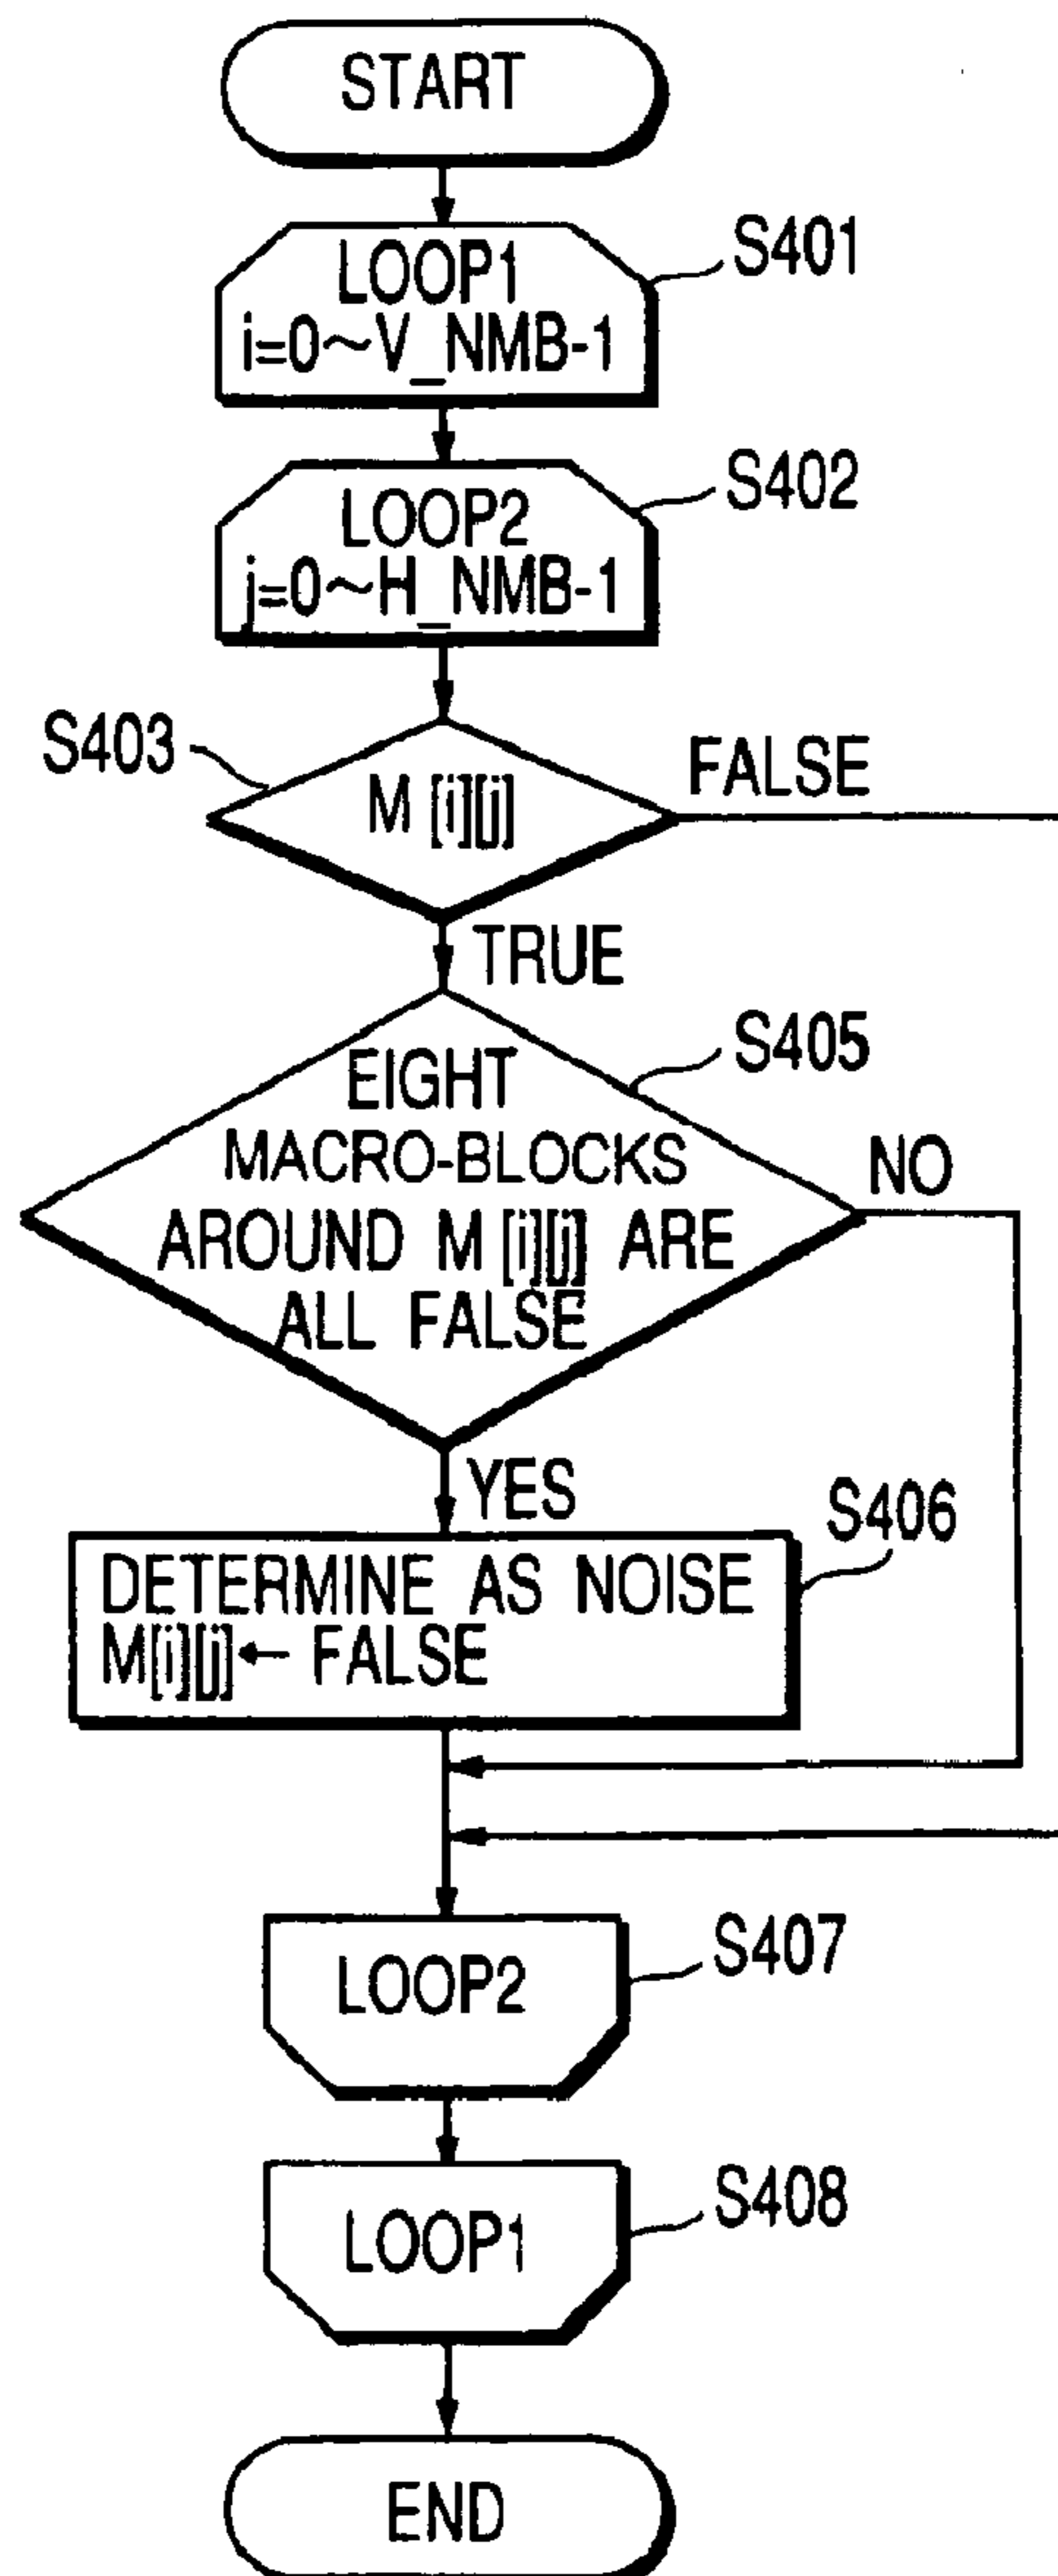 START
LOOP1
i=0~V_NMB-1
S401
LOOP2
j=0~H_NMB-1
S402
S403
M [i][j]
FALSE
TRUE
EIGHT
MACRO-BLOCKS
AROUND M [i][j] ARE
ALL FALSE
S405
NO
YES
S406
DETERMINE AS NOISE
M[i][j]← FALSE
LOOP2
S407
LOOP1
S408
END